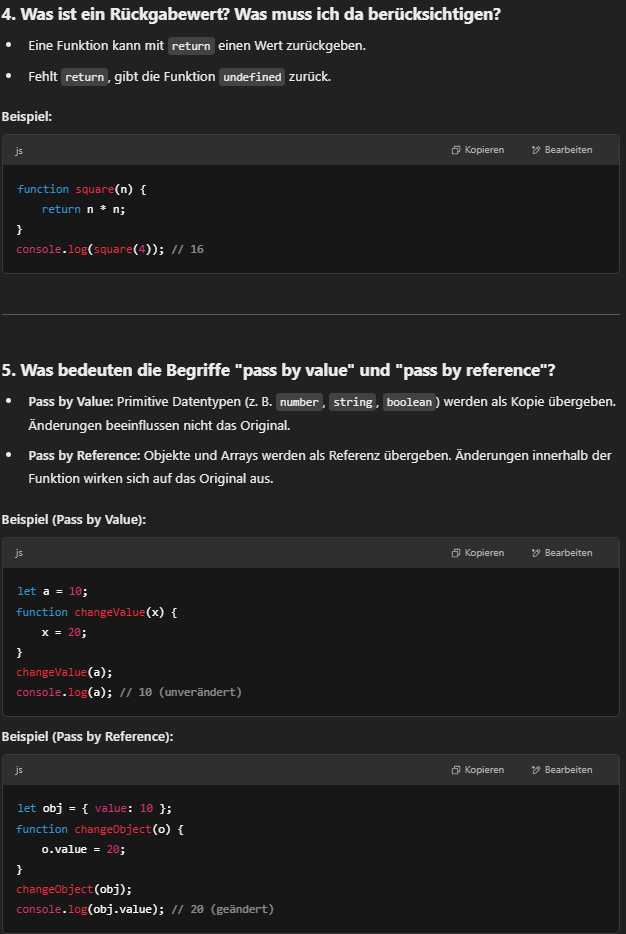 4. Was ist ein Rückgabewert? Was muss ich da berücksichtigen?
• Eine Funktion kann mit return einen Wert zurückgeben.
• Fehlt return, gibt die Funktion undefined zurück.
Beispiel:
js Kopieren Bearbeiten
function square(n) {
    return n * n;
}
console.log(square(4)); // 16
5. Was bedeuten die Begriffe "pass by value" und "pass by reference"?
• Pass by Value: Primitive Datentypen (z. B. number, string, boolean) werden als Kopie übergeben.
Änderungen beeinflussen nicht das Original.
• Pass by Reference: Objekte und Arrays werden als Referenz übergeben. Änderungen innerhalb der
Funktion wirken sich auf das Original aus.
Beispiel (Pass by Value):
js Kopieren Bearbeiten
let a = 10;
function changeValue(x) {
    x = 20;
}
changeValue(a);
console.log(a); // 10 (unverändert)
Beispiel (Pass by Reference):
js Kopieren Bearbeiten
let obj = { value: 10 };
function changeObject(o) {
    o.value = 20;
}
changeObject(obj);
console.log(obj.value); // 20 (geändert)